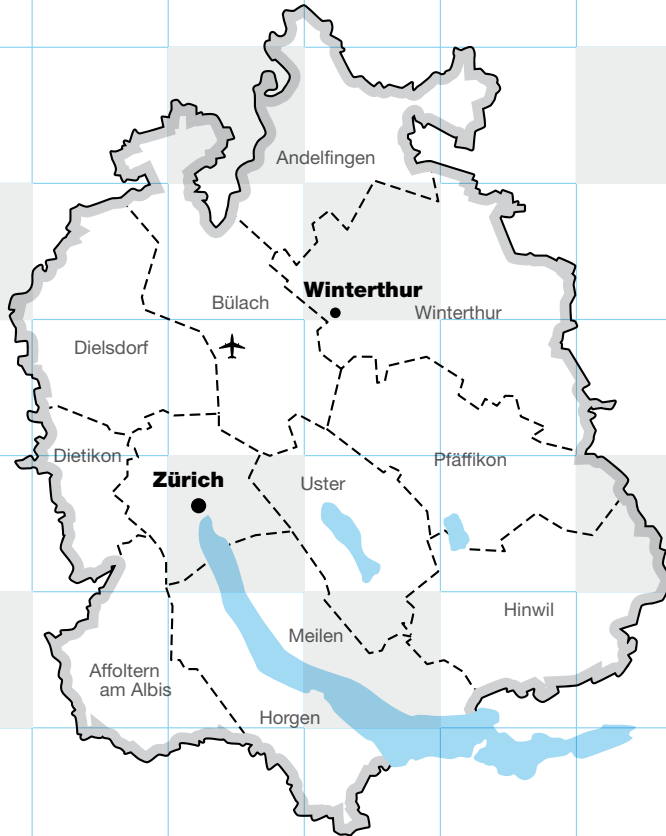 Andelfingen
Winterthur
Bülach
Winterthur
Dielsdorf
Dietikon
Pfäffikon
Zürich
Uster
Hinwil
Meilen
Affoltern
am Albis
Horgen